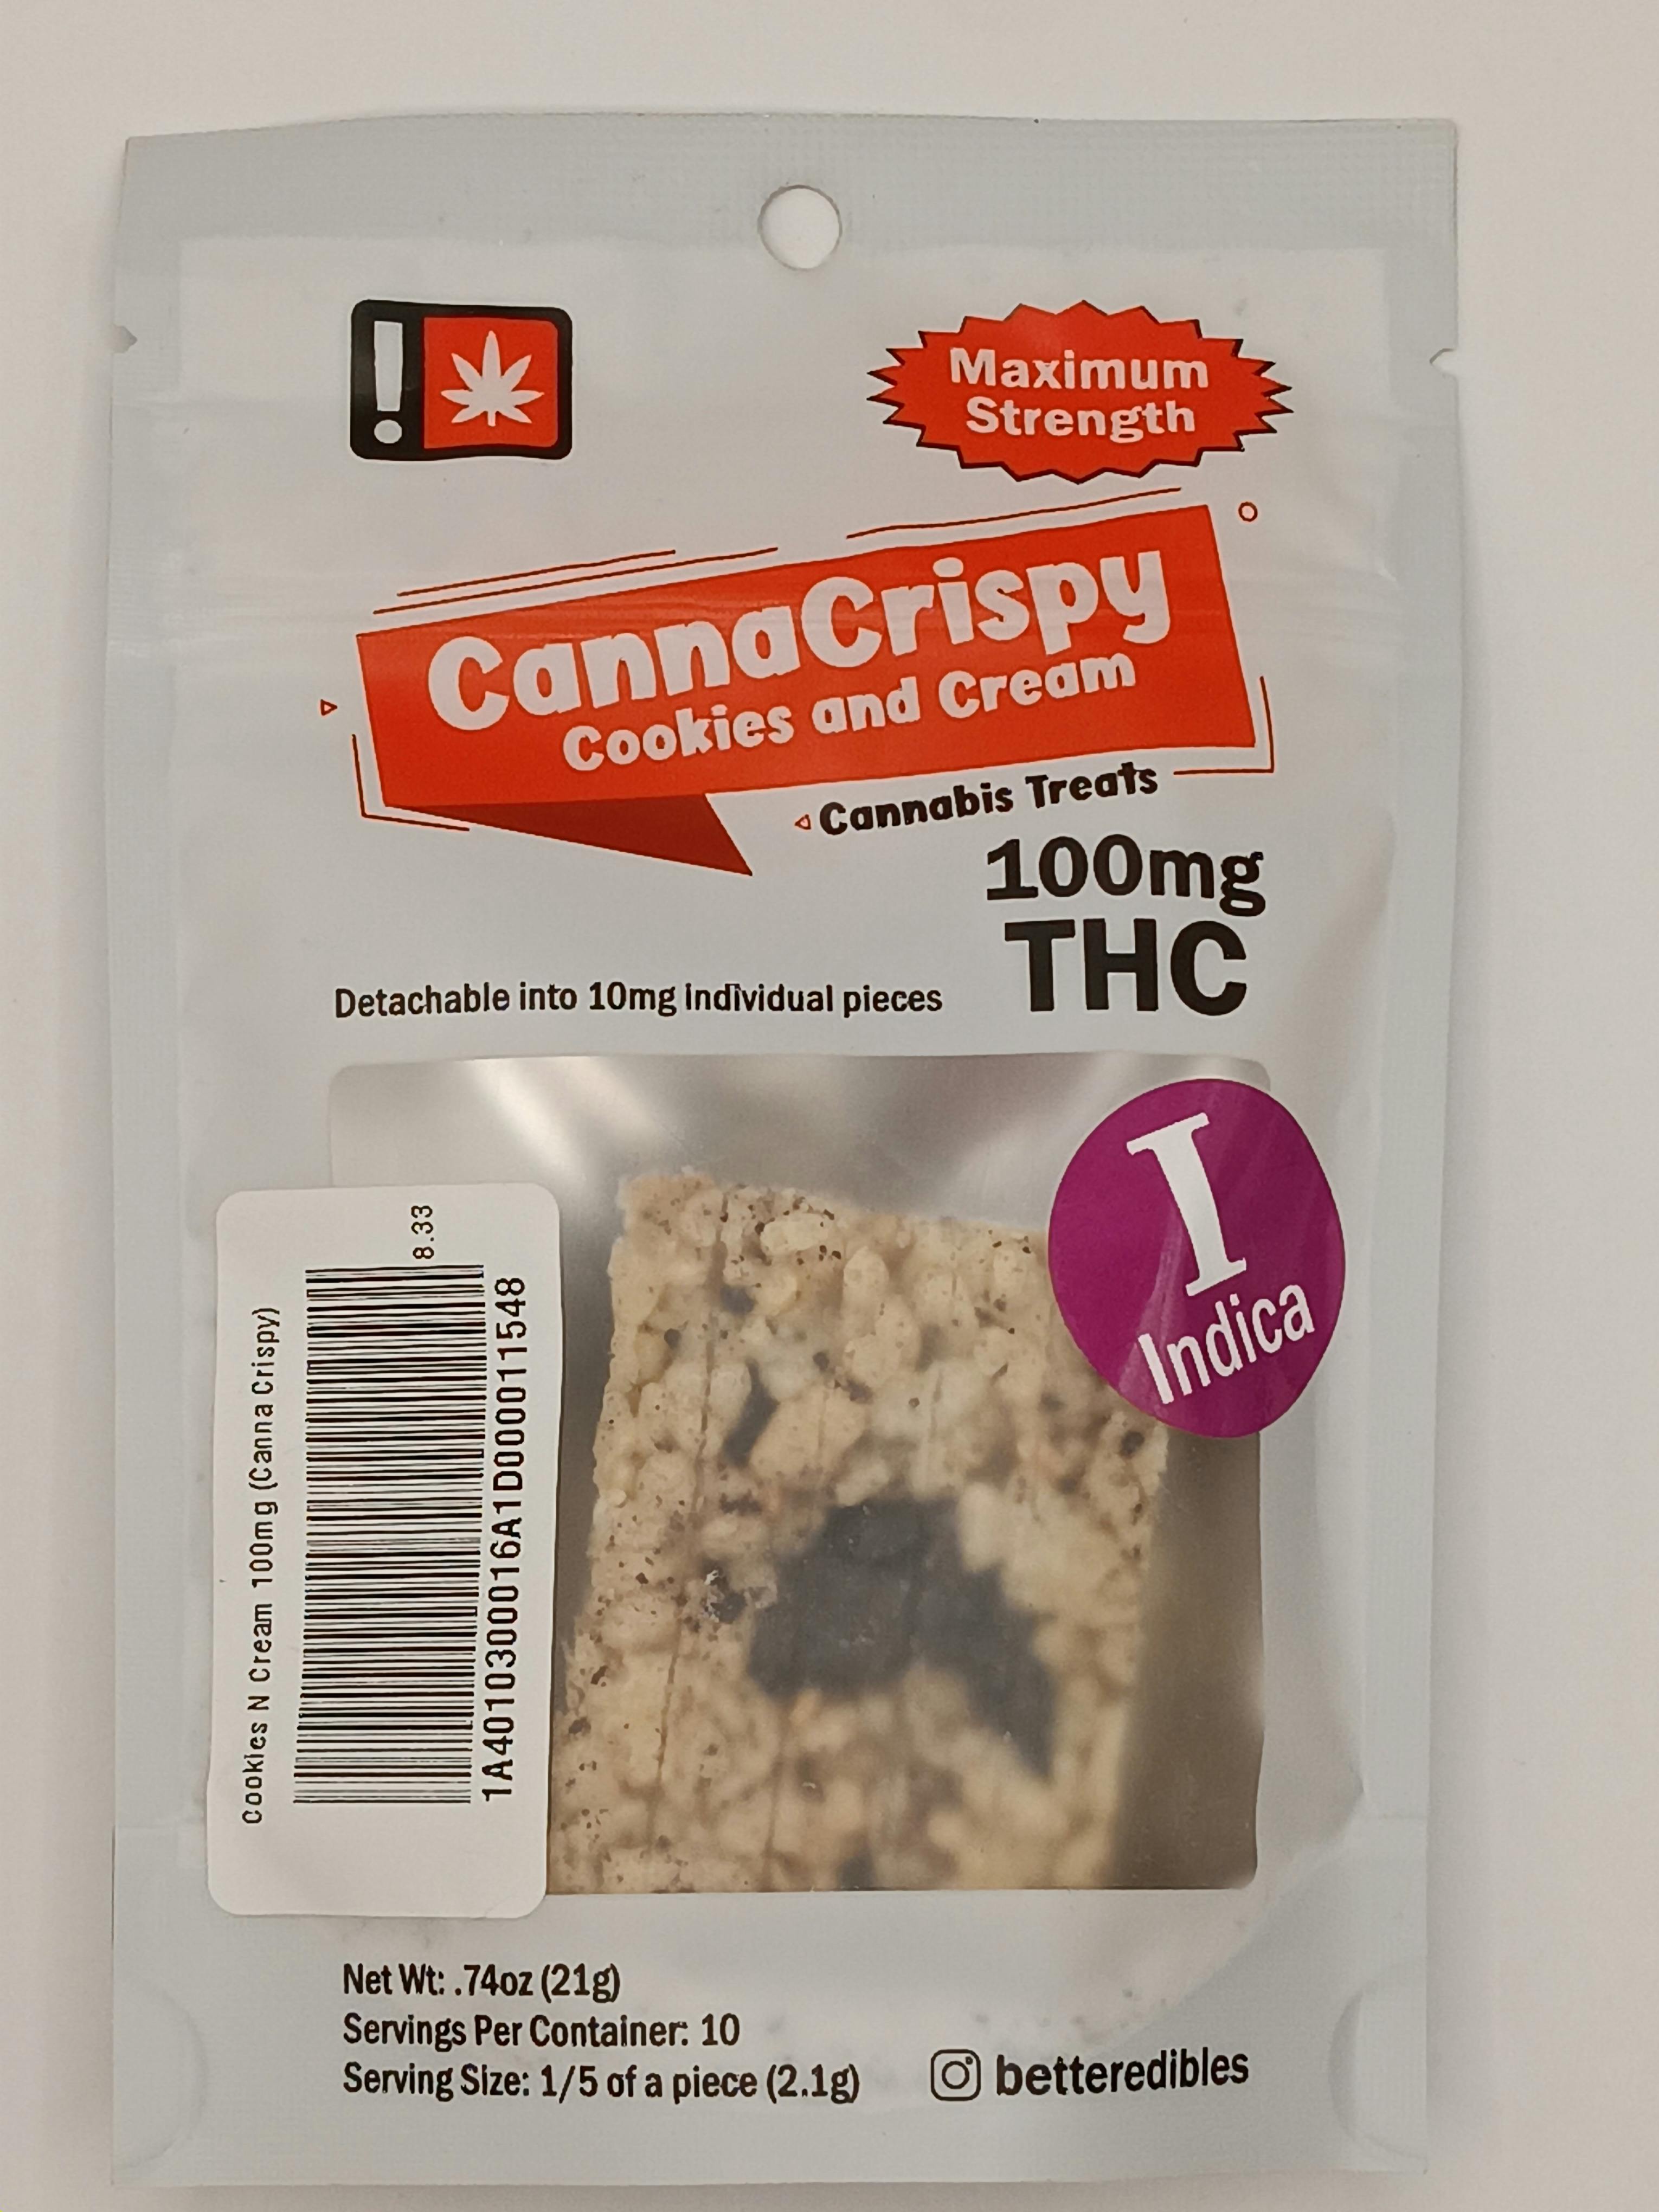 !
Maximum
Strength
CannaCrispy
Cookies and Cream
Cannabis Treats
100mg
THC
Detachable into 10mg individual pieces
I
Indica
Cookies N Cream 100mg (Canna Crispy)
8.33
1A4010300016A1D000011548
Net Wt: .74oz (21g)
Servings Per Container: 10
Serving Size: 1/5 of a piece (2.1g)
betteredibles